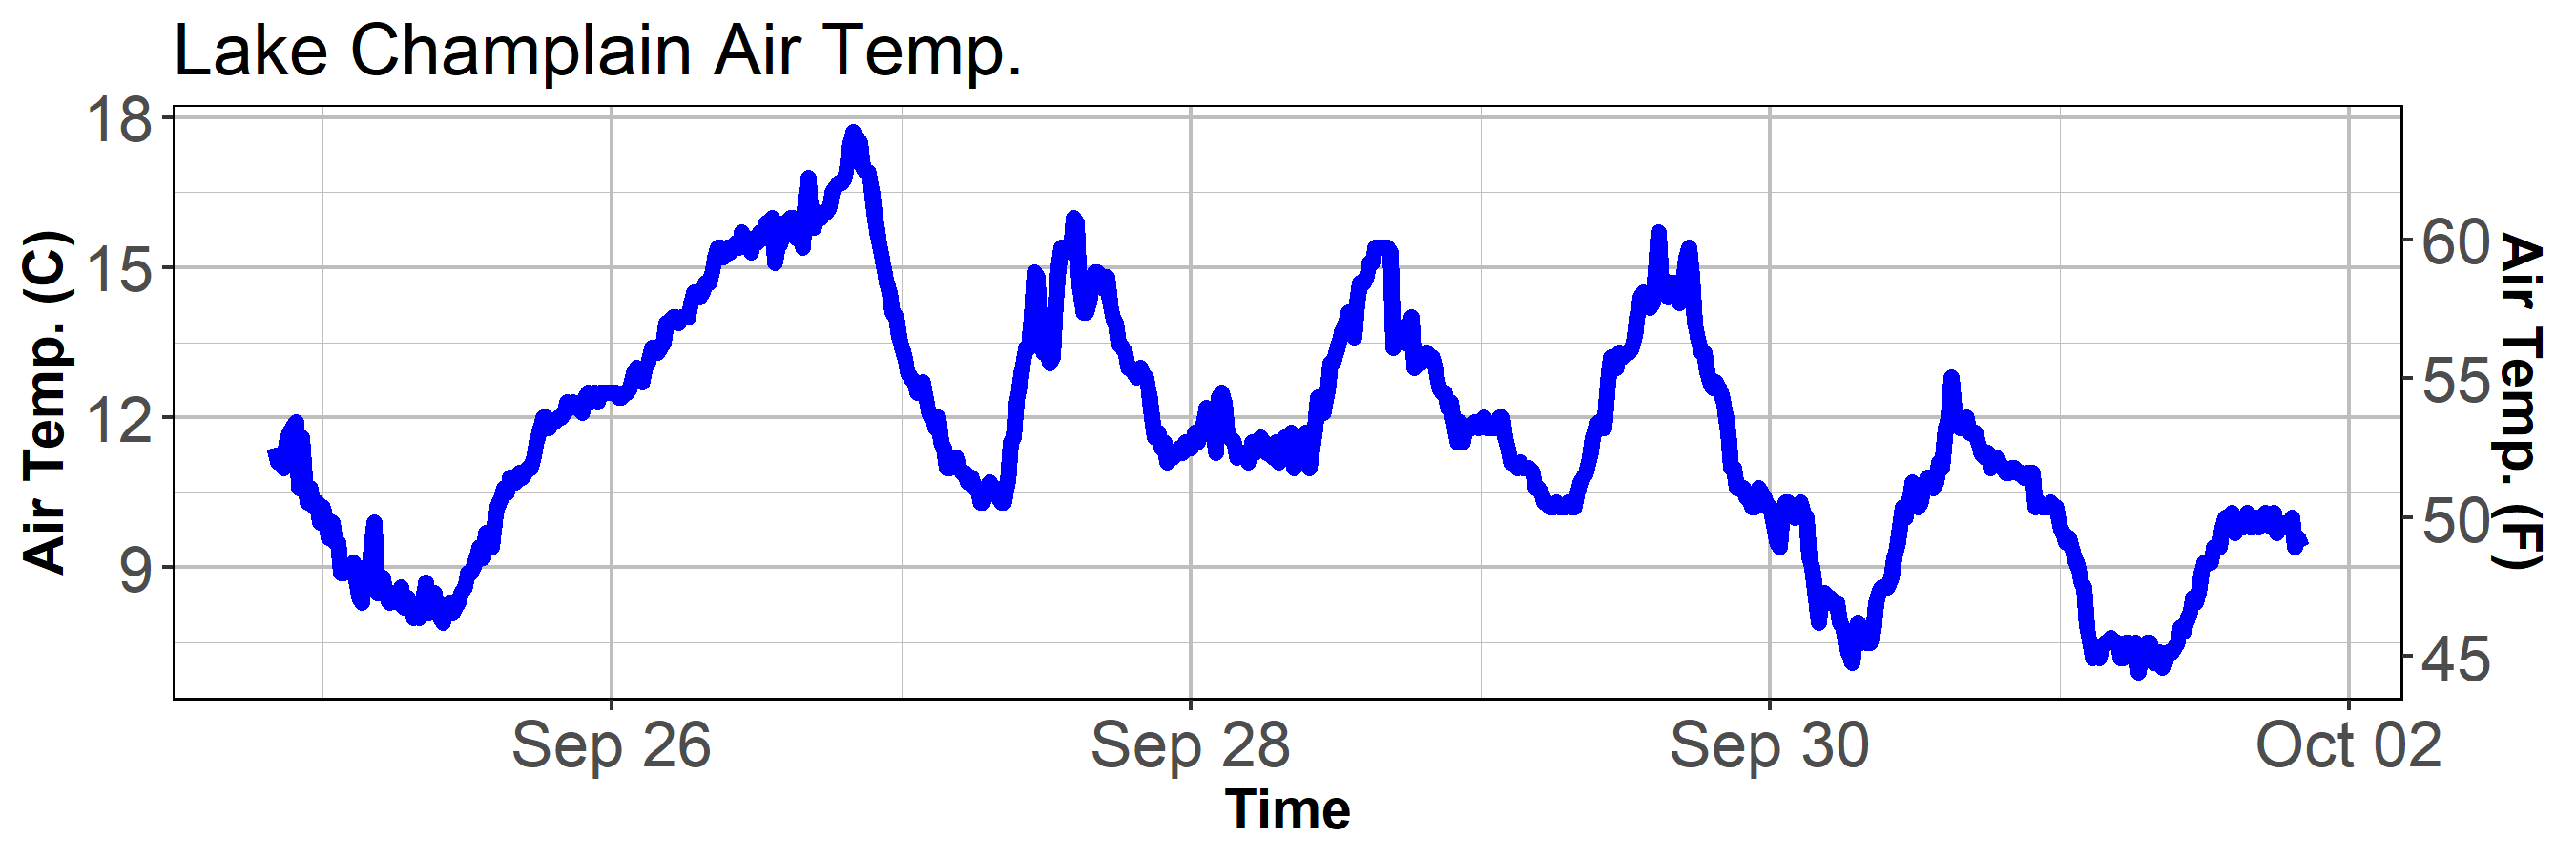 Lake Champlain Air Temp.
18
15
12
9
Air Temp. (C)
60
55
50
45
Air Temp. (F)
Sep 26
Sep 28
Sep 30
Oct 02
Time